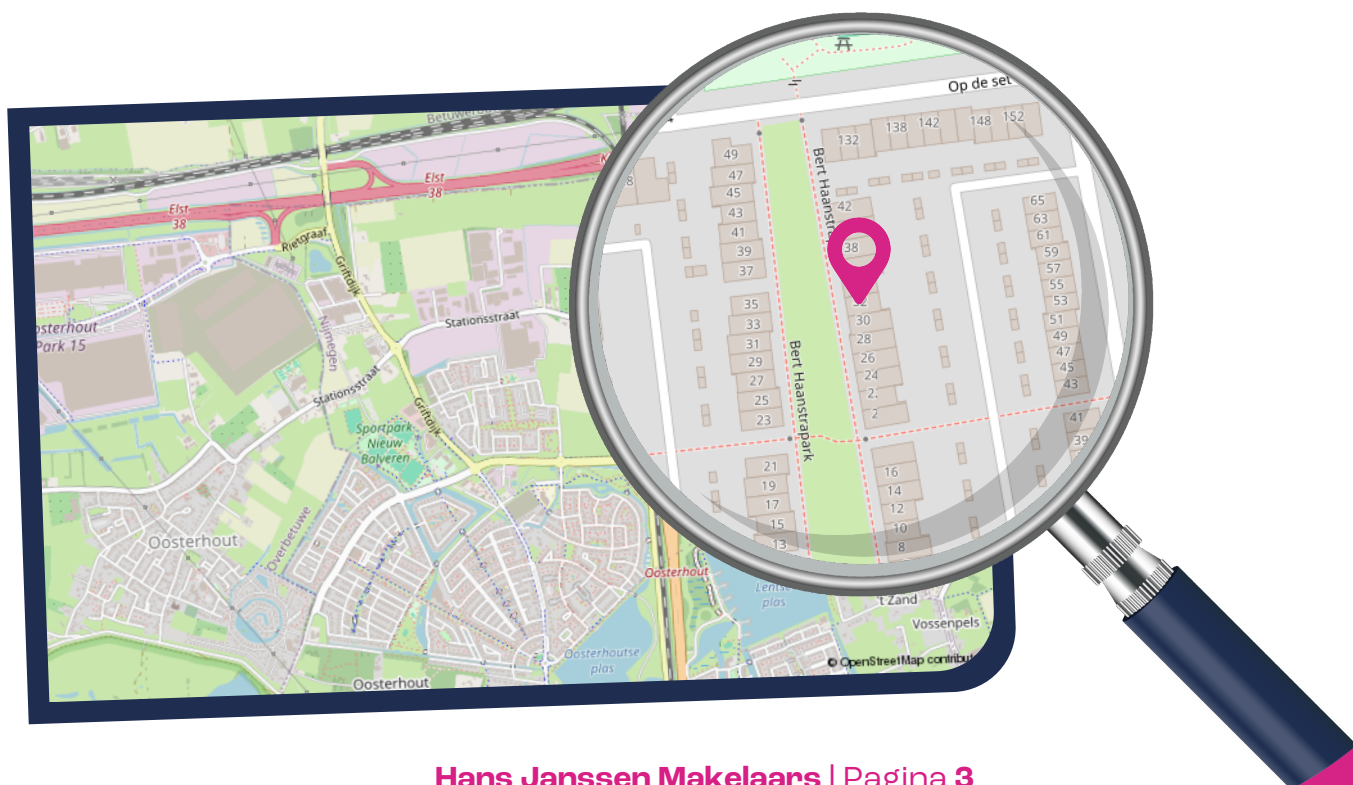 Elst
38
Elst
38
Rietgraaf
Griftdijk
Stationsstraat
Nijmegen
Park 15
Stationsstraat
Griftdijk
Sportpark
Nieuw
Balveren
Oosterhout
Overbetuwe
Oosterhout
Oosterhoutse
plas
Oosterhout
plas
't Zand
Vossenpels
© OpenStreetMap
Op de set
132
138
142
148
152
49
47
45
43
41
39
37
35
33
31
29
27
25
23
21
19
17
15
13
Bert Haanstrapark
42
38
30
28
26
24
16
14
12
10
8
65
63
61
59
57
55
53
51
49
47
45
43
41
39
Hans Janssen Makelaars | Pagina 3